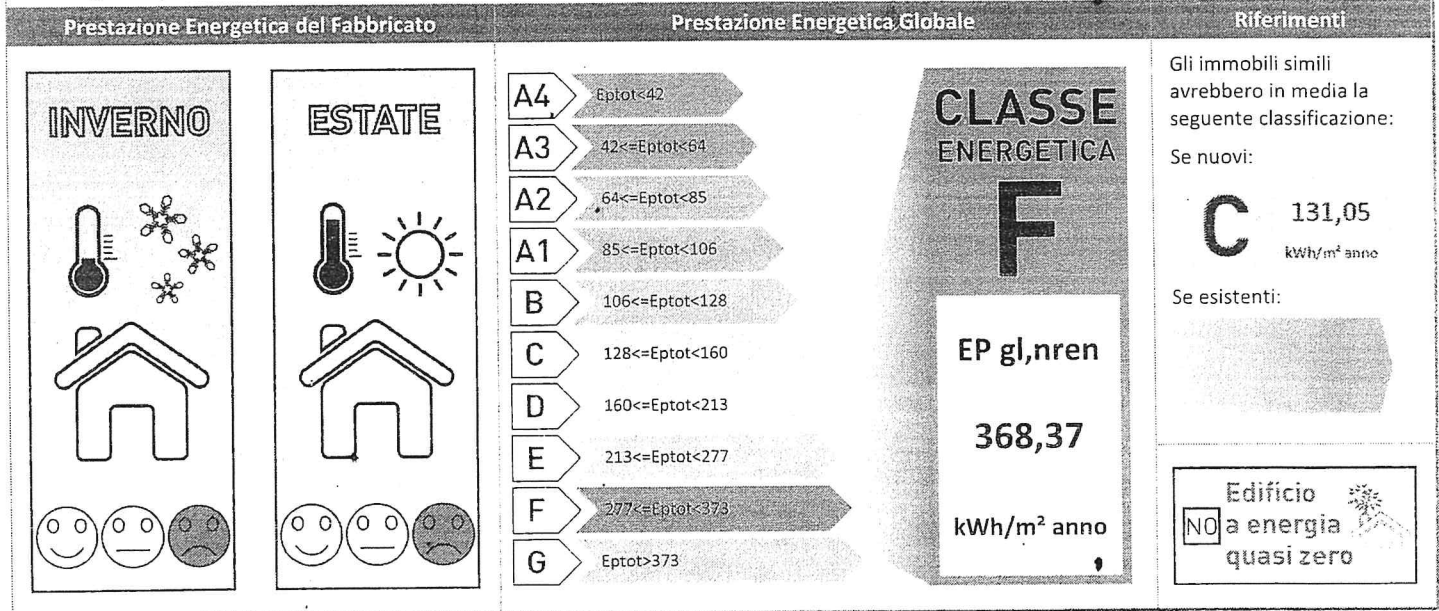 Prestazione Energetica del Fabbricato
Prestazione Energetica Globale
Riferimenti
INVERNO
ESTATE
A4
Eptot<42
A3
42<=Eptot<64
A2
64<=Eptot<85
A1
85<=Eptot<106
B
106<=Eptot<128
C
128<=Eptot<160
D
160<=Eptot<213
E
213<=Eptot<277
F
277<=Eptot<373
G
Eptot>373
CLASSE
ENERGETICA
F
EP gl,nren
368,37
kWh/m² anno
Gli immobili simili
avrebbero in media la
seguente classificazione:
Se nuovi:
C
131,05
kWh/m² anno
Se esistenti:
Edificio
NO a energia
quasi zero